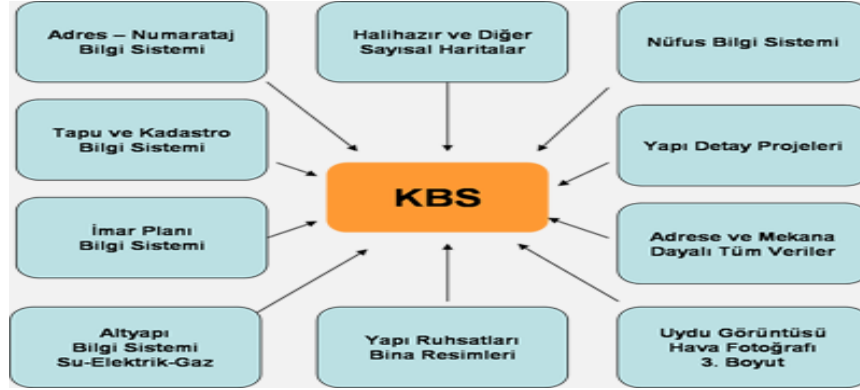 Adres – Numarataj
Bilgi Sistemi
Halihazır ve Diğer
Sayısal Haritalar
Nüfus Bilgi Sistemi
Tapu ve Kadastro
Bilgi Sistemi
Yapı Detay Projeleri
KBS
İmar Planı
Bilgi Sistemi
Adrese ve Mekana
Dayalı Tüm Veriler
Altyapı
Bilgi Sistemi
Su-Elektrik-Gaz
Yapı Ruhsatları
Bina Resimleri
Uydu Görüntüsü
Hava Fotoğrafı
3. Boyut